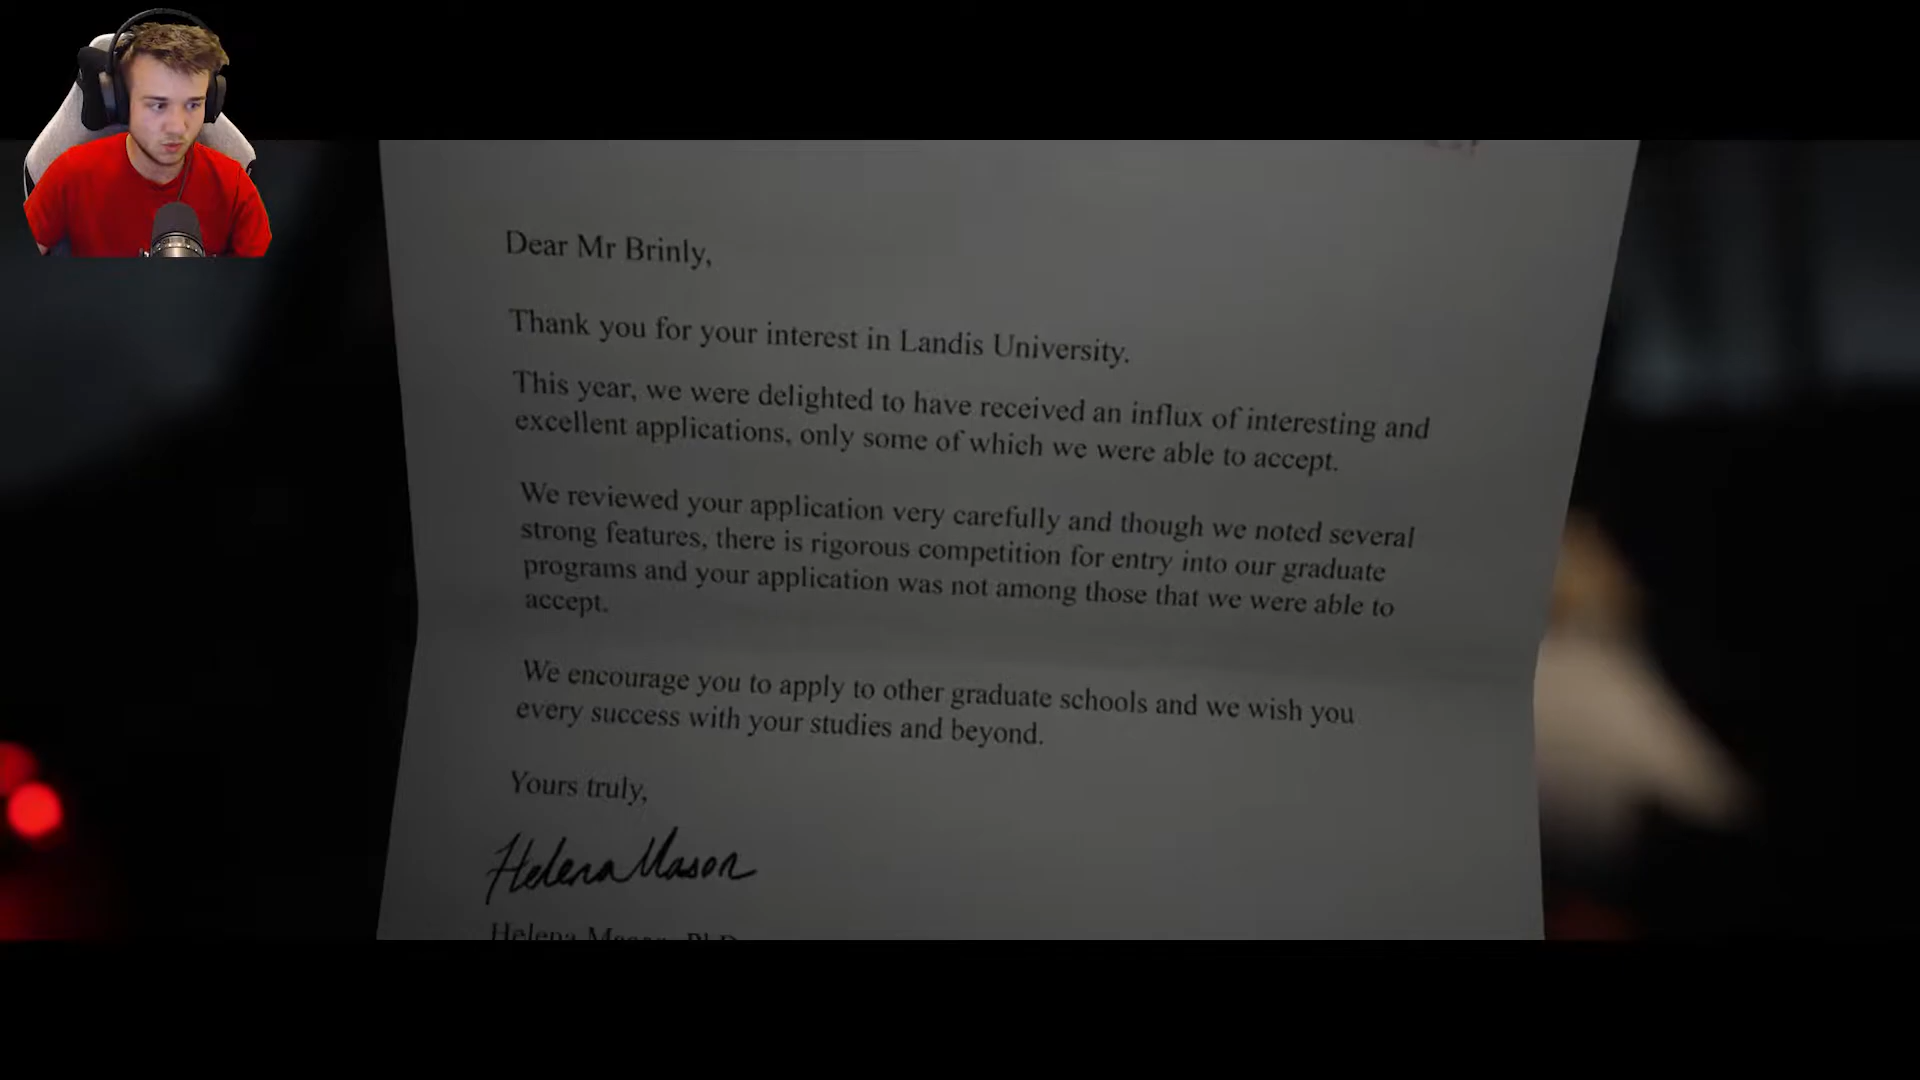 Dear Mr Brinly,
Thank you for your interest in Landis University.
This year, we were delighted to have received an influx of interesting and
excellent applications, only some of which we were able to accept.
We reviewed your application very carefully and though we noted several
strong features, there is rigorous competition for entry into our graduate
programs and your application was not among those that we were able to
accept.
We encourage you to apply to other graduate schools and we wish you
every success with your studies and beyond.
Yours truly,
Helena Mason
Helena Mason, PhD